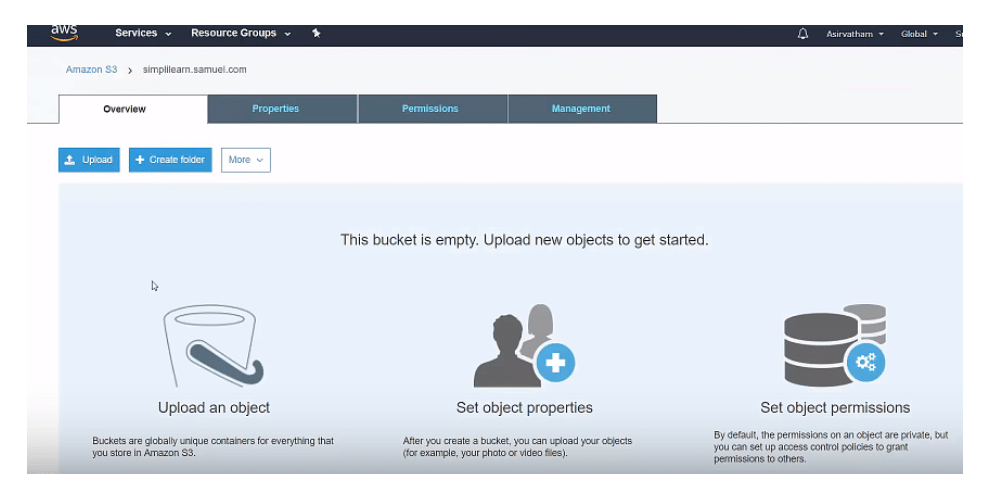 aws Services Resource Groups Asirvatham Global
Amazon S3 > simplilearn.samuel.com
Overview Properties Permissions Management
Upload + Create folder More
This bucket is empty. Upload new objects to get started.
Upload an object
Buckets are globally unique containers for everything that
you store in Amazon S3.
Set object properties
After you create a bucket, you can upload your objects
(for example, your photo or video files).
Set object permissions
By default, the permissions on an object are private, but
you can set up access control policies to grant
permissions to others.